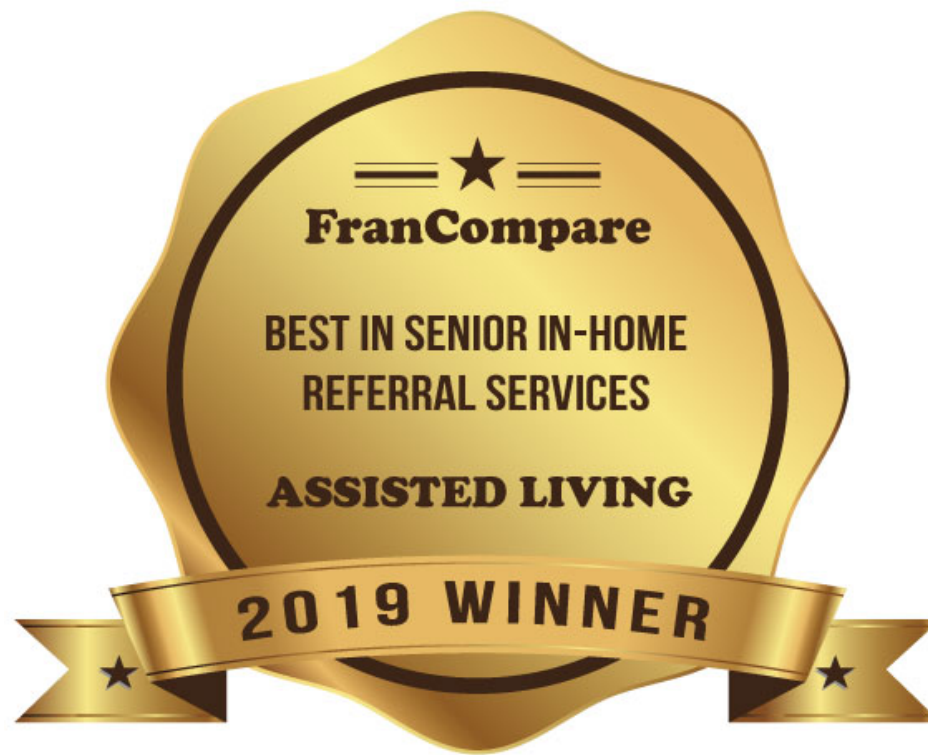 FranCompare
BEST IN SENIOR IN-HOME
REFERRAL SERVICES
ASSISTED LIVING
2019 WINNER